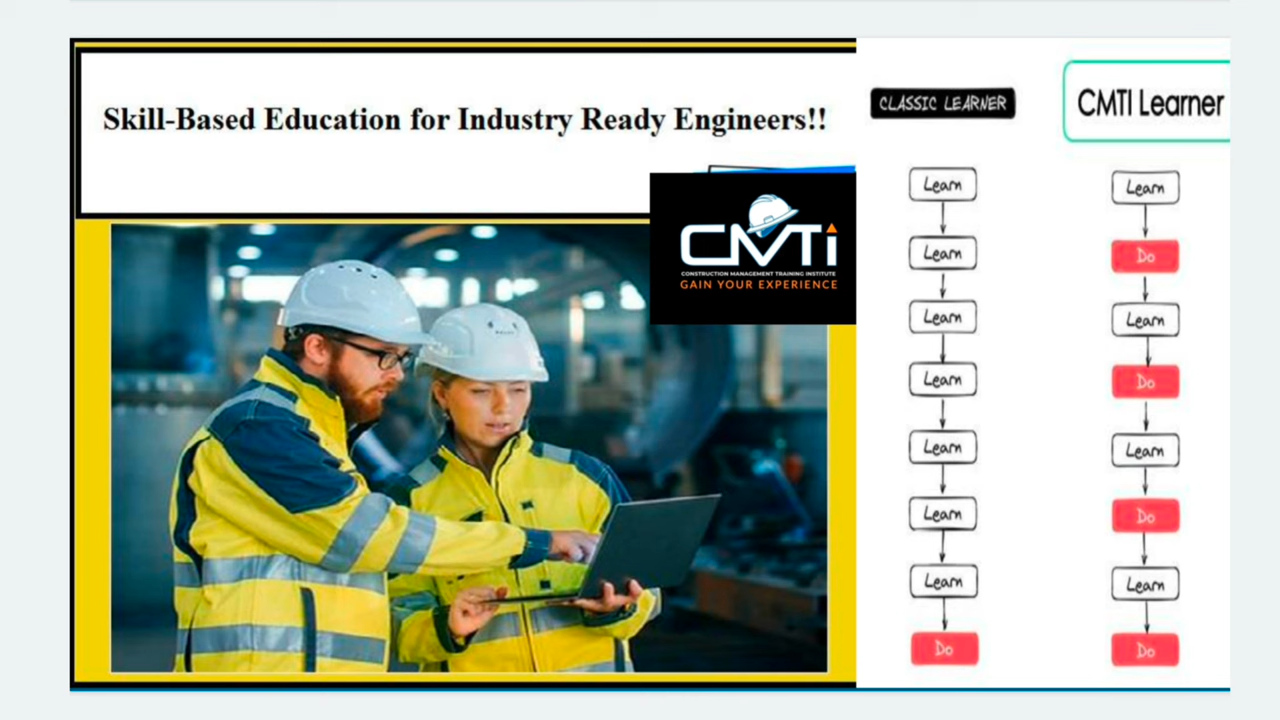 Skill-Based Education for Industry Ready Engineers!!
CMTi
CONSTRUCTION MANAGEMENT TRAINING INSTITUTE
GAIN YOUR EXPERIENCE
CLASSIC LEARNER
Learn
Learn
Learn
Learn
Learn
Learn
Learn
Do
CMTI Learner
Learn
Do
Learn
Do
Learn
Do
Learn
Do